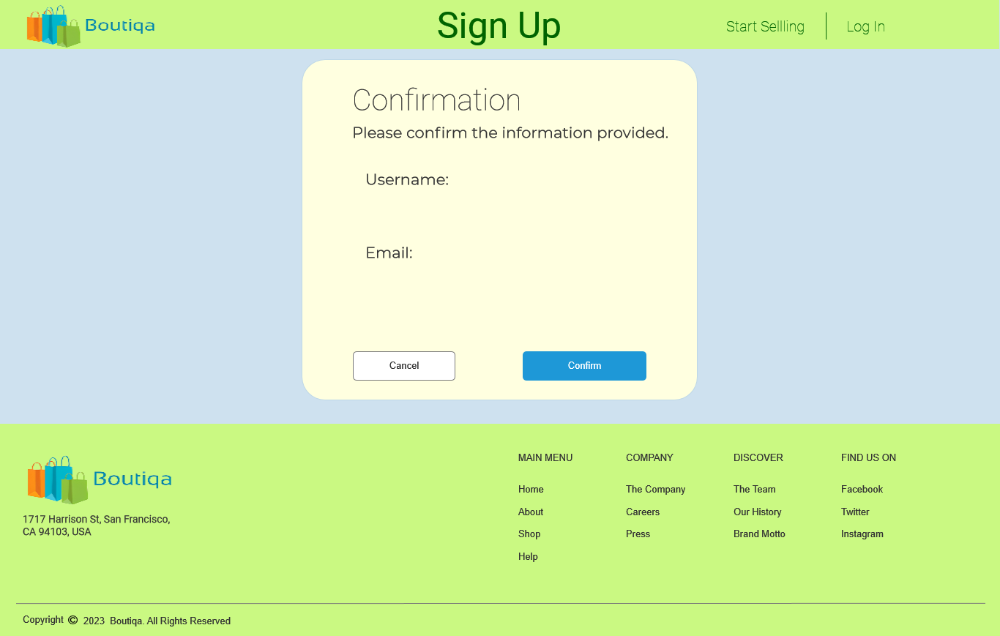 Boutiqa
Sign Up
Start Sellling
Log In
Confirmation
Please confirm the information provided.
Username:
Email:
Cancel
Confirm
Boutiqa
1717 Harrison St, San Francisco,
CA 94103, USA
MAIN MENU
Home
About
Shop
Help
COMPANY
The Company
Careers
Press
DISCOVER
The Team
Our History
Brand Motto
FIND US ON
Facebook
Twitter
Instagram
Copyright © 2023 Boutiqa. All Rights Reserved